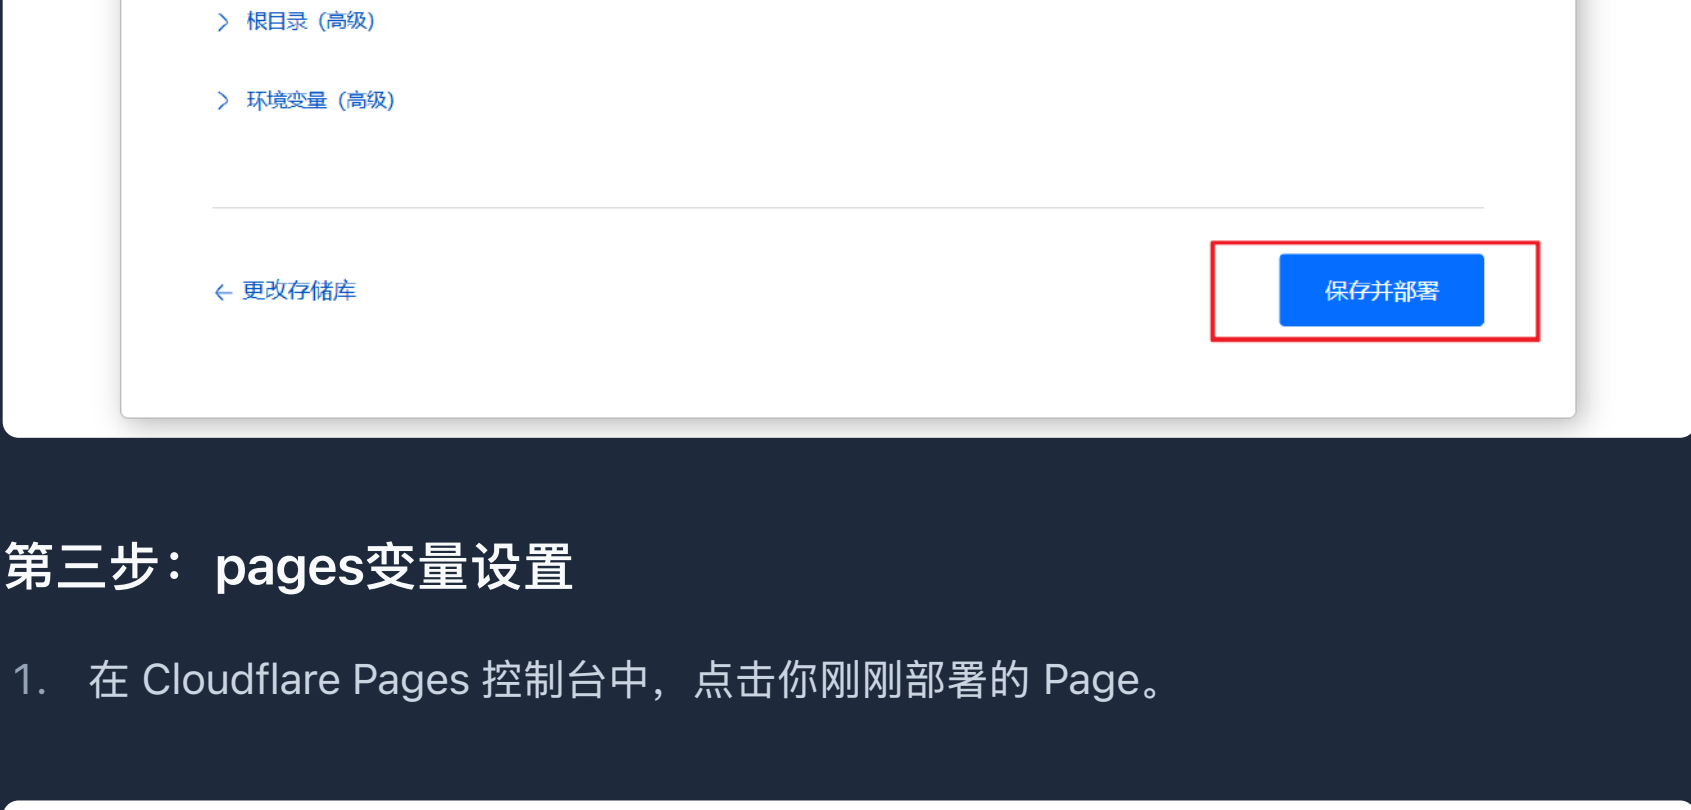 根目录（高级）
环境变量（高级）
← 更改存储库
保存并部署
第三步：pages变量设置
1. 在 Cloudflare Pages 控制台中，点击你刚刚部署的 Page。